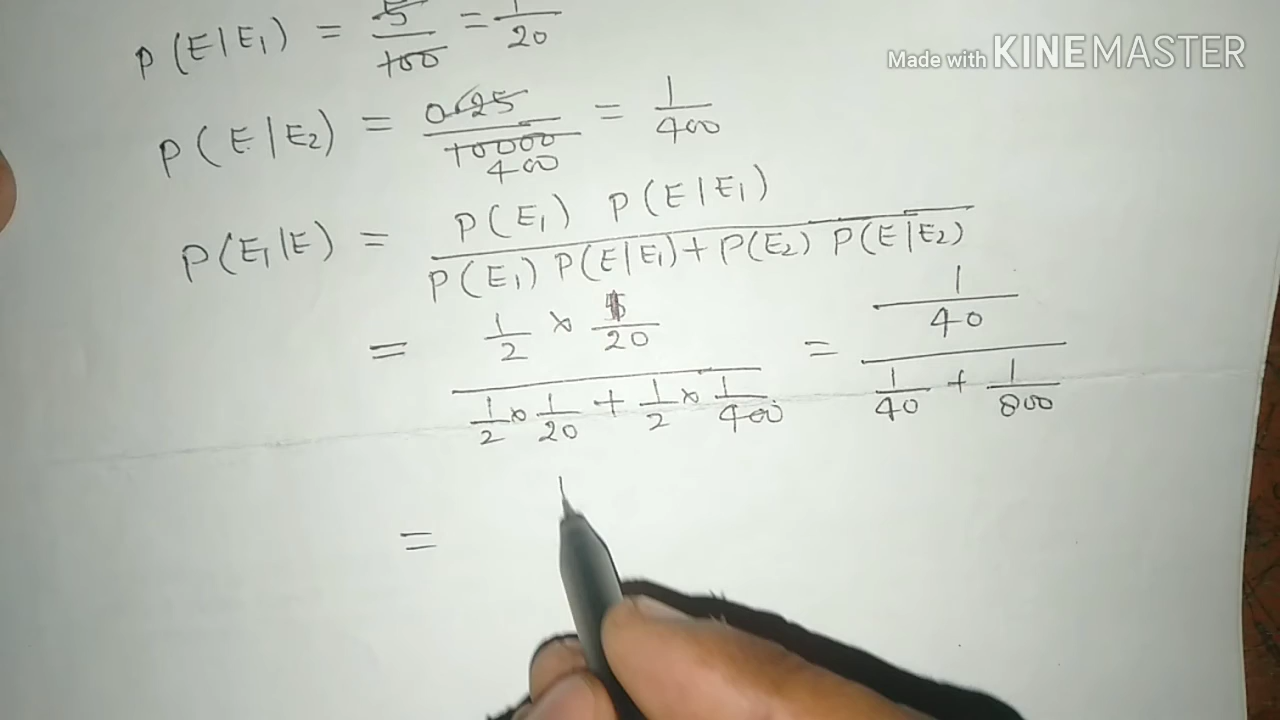 P(E|E₁) = 5/100 = 1/20
Made with KINEMASTER
P(E|E₂) = 0.25/10000 400 = 1/400
P(E₁|E) = P(E₁) P(E|E₁) / P(E₁) P(E|E₁) + P(E₂) P(E|E₂)
= 1/2 × 1/20 / 1/2 × 1/20 + 1/2 × 1/400 = 1/40 / 1/40 + 1/800
=